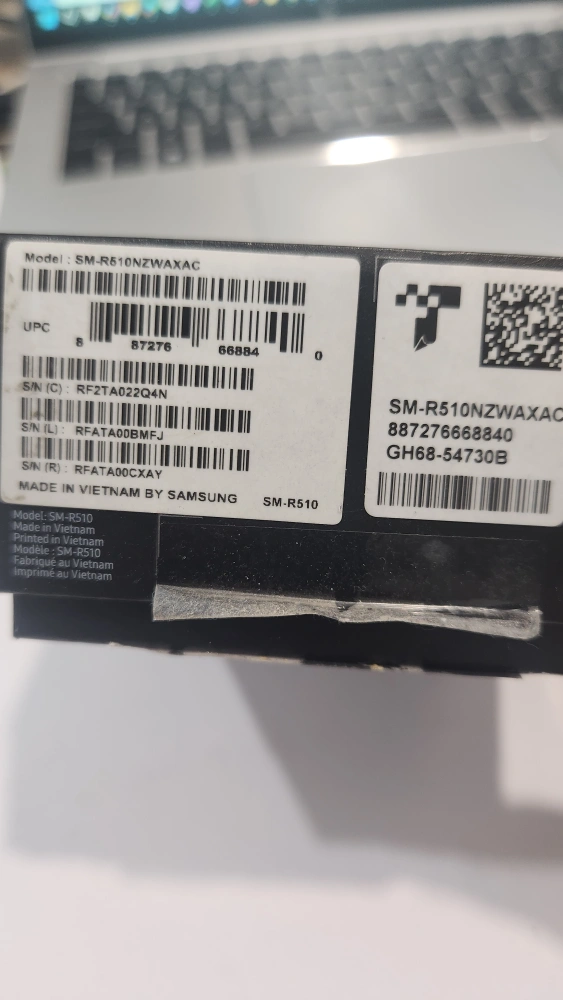 Model : SM-R510NZWAXAC
UPC
8 87276 66884 0
S/N (C) : RF2TA022Q4N
S/N (L) : RFATA00BMFJ
S/N (R) : RFATA00CXAY
MADE IN VIETNAM BY SAMSUNG SM-R510
SM-R510NZWAXAC
887276668840
GH68-54730B
Model: SM-R510
Made in Vietnam
Printed in Vietnam
Modèle : SM-R510
Fabriqué au Vietnam
Imprimé au Vietnam